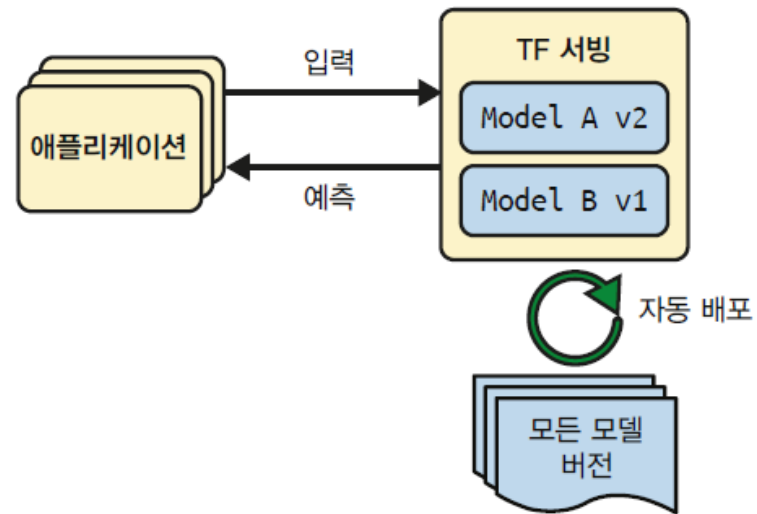 TF 서빙
입력
Model A v2
애플리케이션
Model B v1
예측
자동 배포
모든 모델
버전